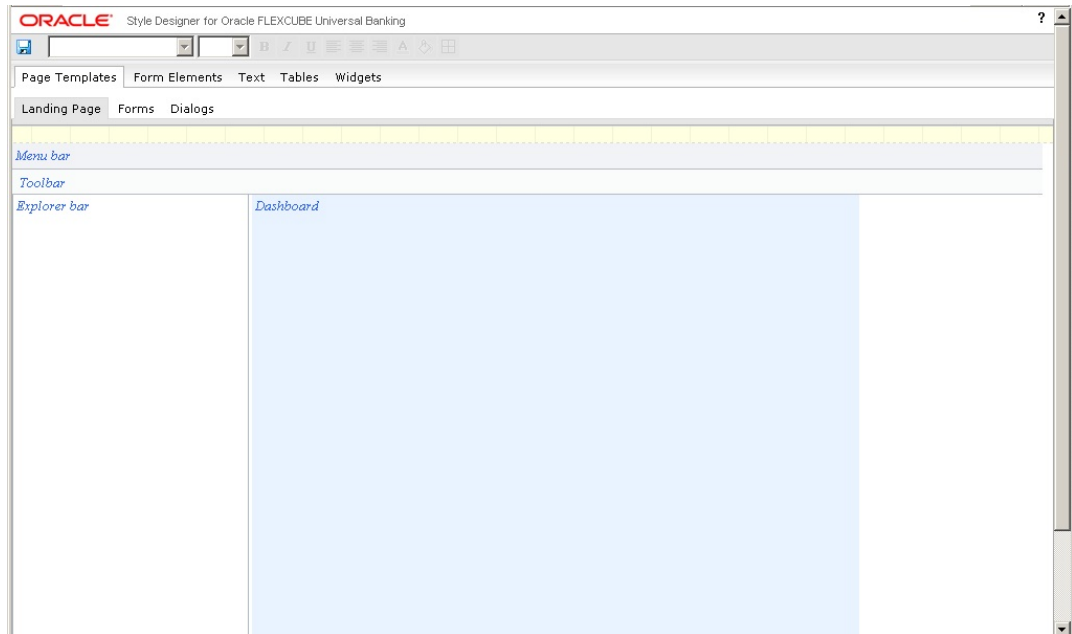 ORACLE® Style Designer for Oracle FLEXCUBE Universal Banking ?
B I U A
Page Templates Form Elements Text Tables Widgets
Landing Page Forms Dialogs
Menu bar
Toolbar
Explorer bar Dashboard